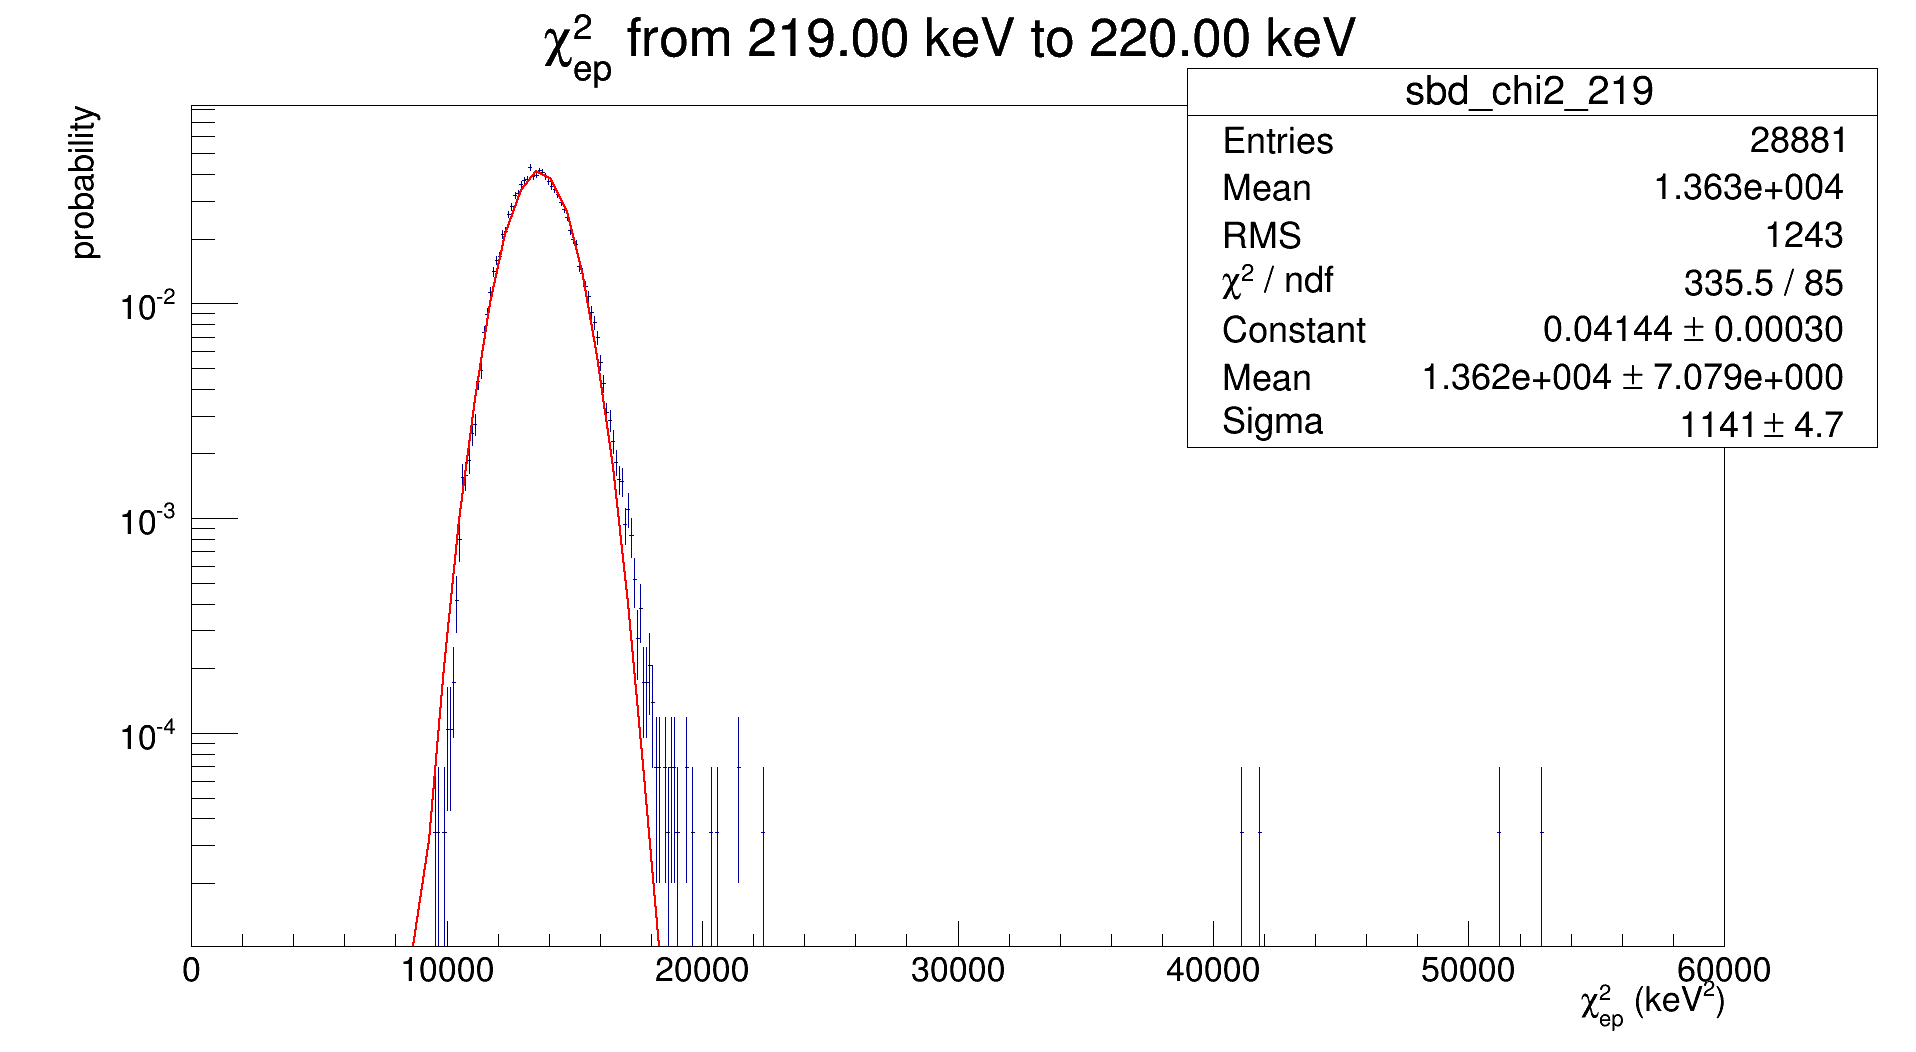 χ²ep from 219.00 keV to 220.00 keV
probability
sbd_chi2_219
Entries 28881
Mean 1.363e+004
RMS 1243
χ² / ndf 335.5 / 85
Constant 0.04144 ± 0.00030
Mean 1.362e+004 ± 7.079e+000
Sigma 1141 ± 4.7
10⁻²
10⁻³
10⁻⁴
0 10000 20000 30000 40000 50000 60000
χ²ep (keV²)